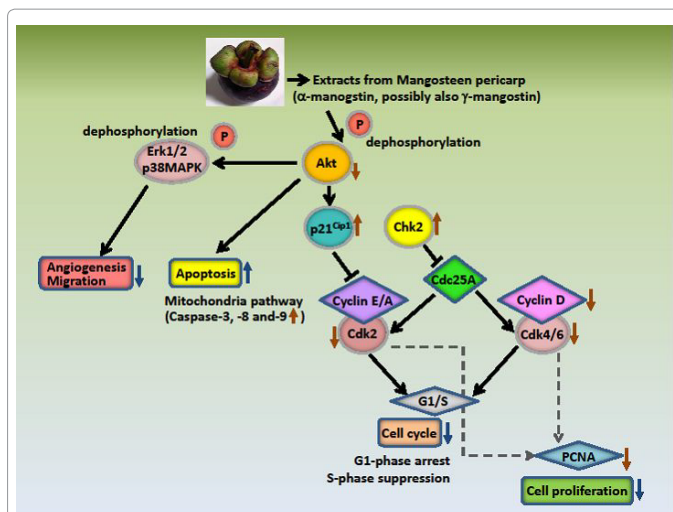 Extracts from Mangosteen pericarp
(α-manogstin, possibly also γ-mangostin)
dephosphorylation
P
P
dephosphorylation
Erk1/2
p38MAPK
Akt
p21Cip1
Chk2
Angiogenesis
Migration
Apoptosis
Cdc25A
Mitochondria pathway
(Caspase-3, -8 and-9)
Cyclin E/A
Cyclin D
Cdk2
Cdk4/6
G1/S
Cell cycle
G1-phase arrest
S-phase suppression
PCNA
Cell proliferation